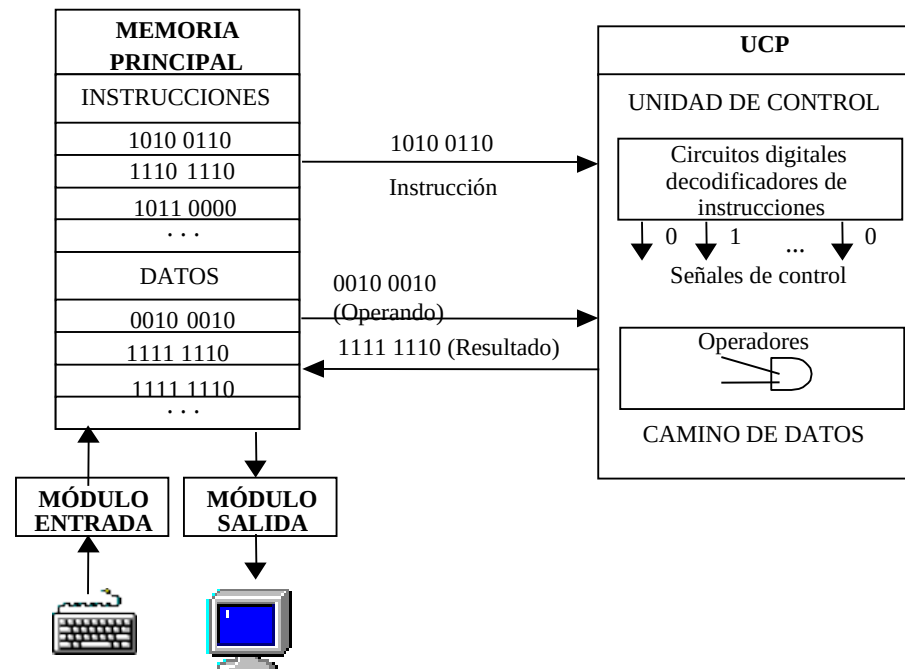 MEMORIA
PRINCIPAL
INSTRUCCIONES
1010 0110
1110 1110
1011 0000
. . .
DATOS
0010 0010
1111 1110
1111 1110
. . .
MÓDULO
ENTRADA
MÓDULO
SALIDA
1010 0110
Instrucción
0010 0010
(Operando)
1111 1110 (Resultado)
UCP
UNIDAD DE CONTROL
Circuitos digitales
decodificadores de
instrucciones
0 1 ... 0
Señales de control
Operadores
CAMINO DE DATOS